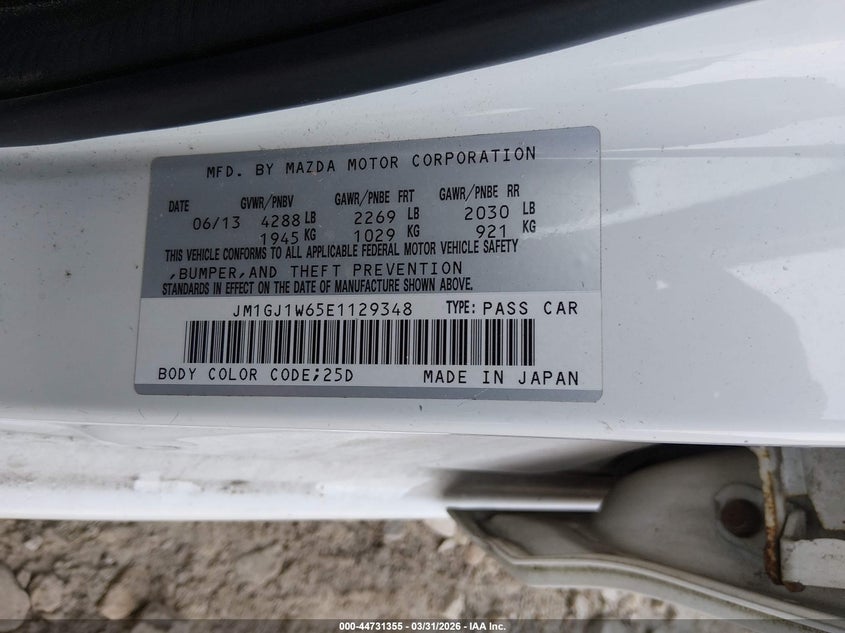 MFD. BY MAZDA MOTOR CORPORATION
DATE GVWR/PNBV GAWR/PNBE FRT GAWR/PNBE RR
06/13 4288 LB 2269 LB 2030 LB
1945 KG 1029 KG 921 KG
THIS VEHICLE CONFORMS TO ALL APPLICABLE FEDERAL MOTOR VEHICLE SAFETY
,BUMPER,AND THEFT PREVENTION
STANDARDS IN EFFECT ON THE DATE OF MANUFACTURE SHOWN ABOVE.
JM1GJ1W65E1129348 TYPE: PASS CAR
BODY COLOR CODE;25D MADE IN JAPAN
000-44731355 - 03/31/2026 - IAA Inc.